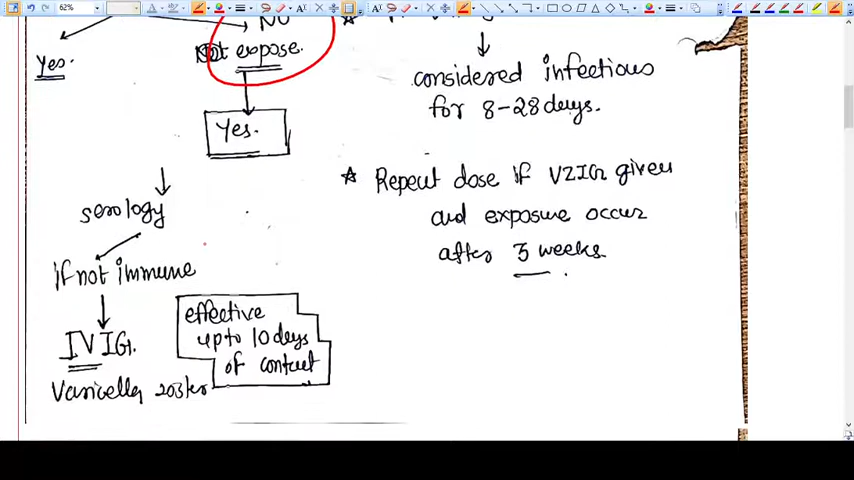 62%
No
Not expose.
Yes.
Yes.
serology
if not immune
IVIG.
Varicella zoster
effective
upto 10 days
of contact
considered infectious
for 8-28 days.
* Repeat dose if VZIG given
and exposure occur
after 3 weeks.